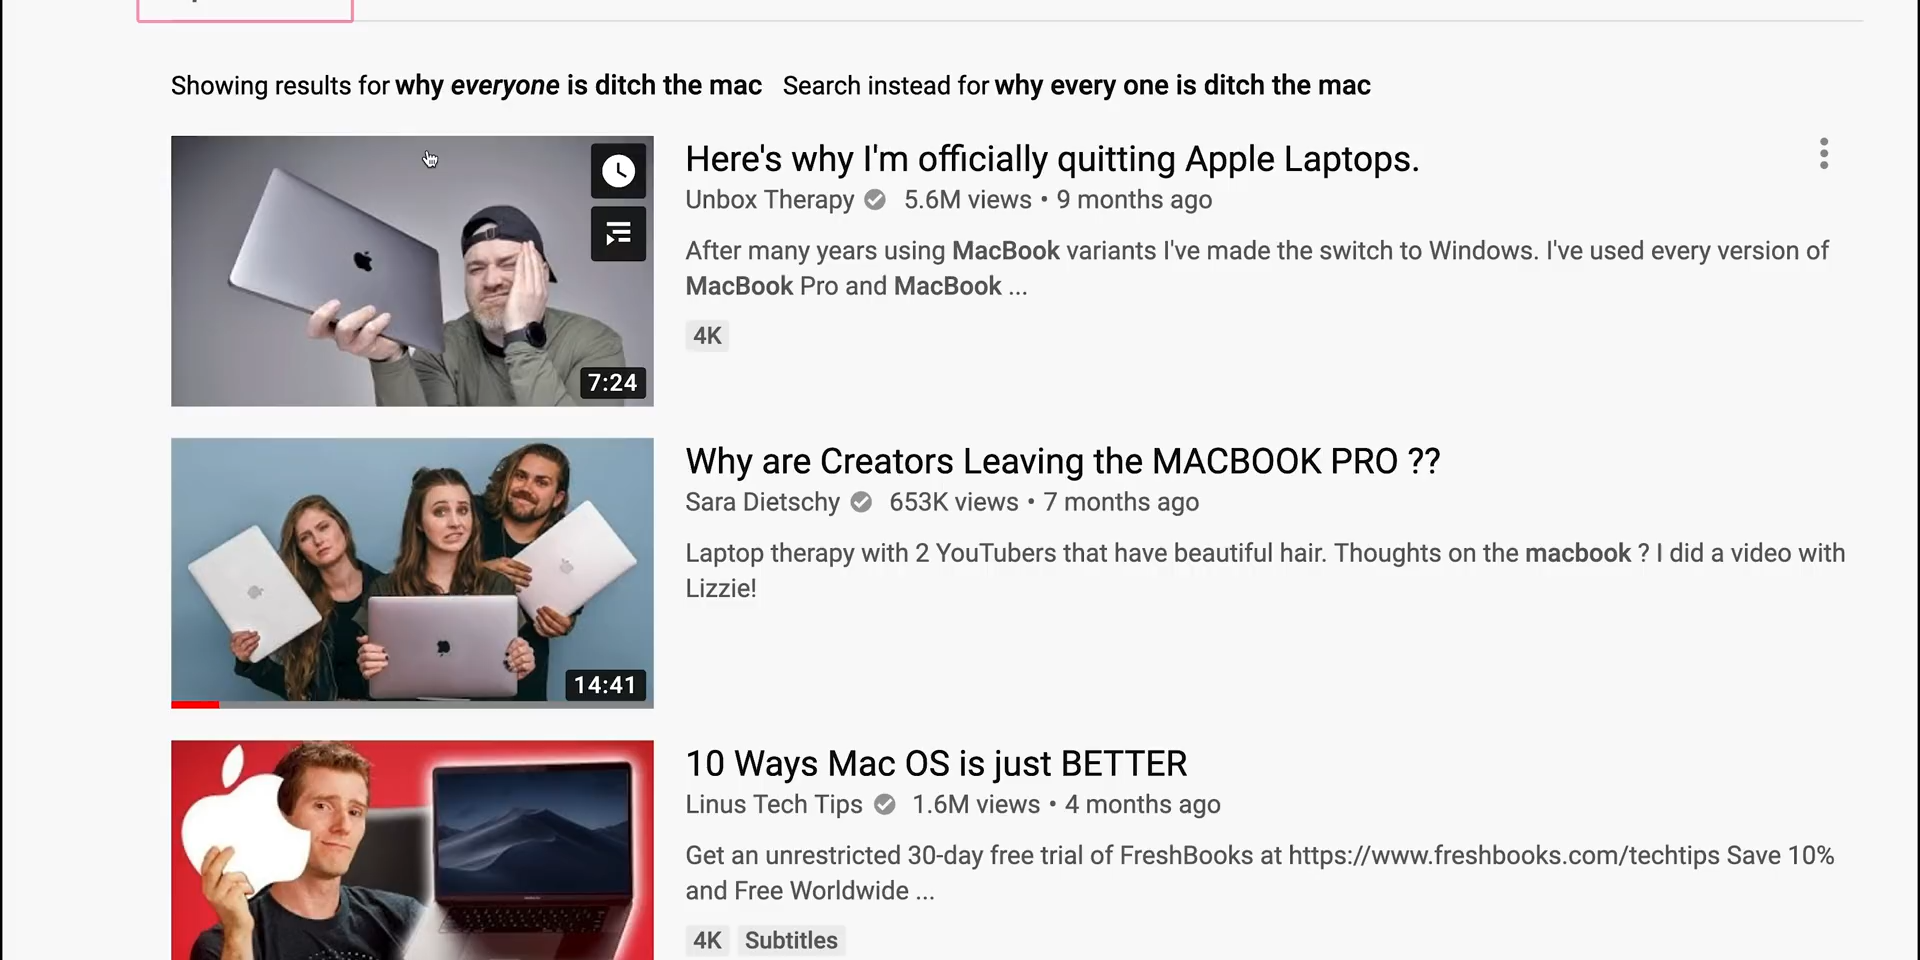 Showing results for why everyone is ditch the mac Search instead for why every one is ditch the mac
Here's why I'm officially quitting Apple Laptops.
Unbox Therapy 5.6M views • 9 months ago
After many years using MacBook variants I've made the switch to Windows. I've used every version of
MacBook Pro and MacBook ...
4K
7:24
Why are Creators Leaving the MACBOOK PRO ??
Sara Dietschy 653K views • 7 months ago
Laptop therapy with 2 YouTubers that have beautiful hair. Thoughts on the macbook ? I did a video with
Lizzie!
14:41
10 Ways Mac OS is just BETTER
Linus Tech Tips 1.6M views • 4 months ago
Get an unrestricted 30-day free trial of FreshBooks at https://www.freshbooks.com/techtips Save 10%
and Free Worldwide ...
4K Subtitles